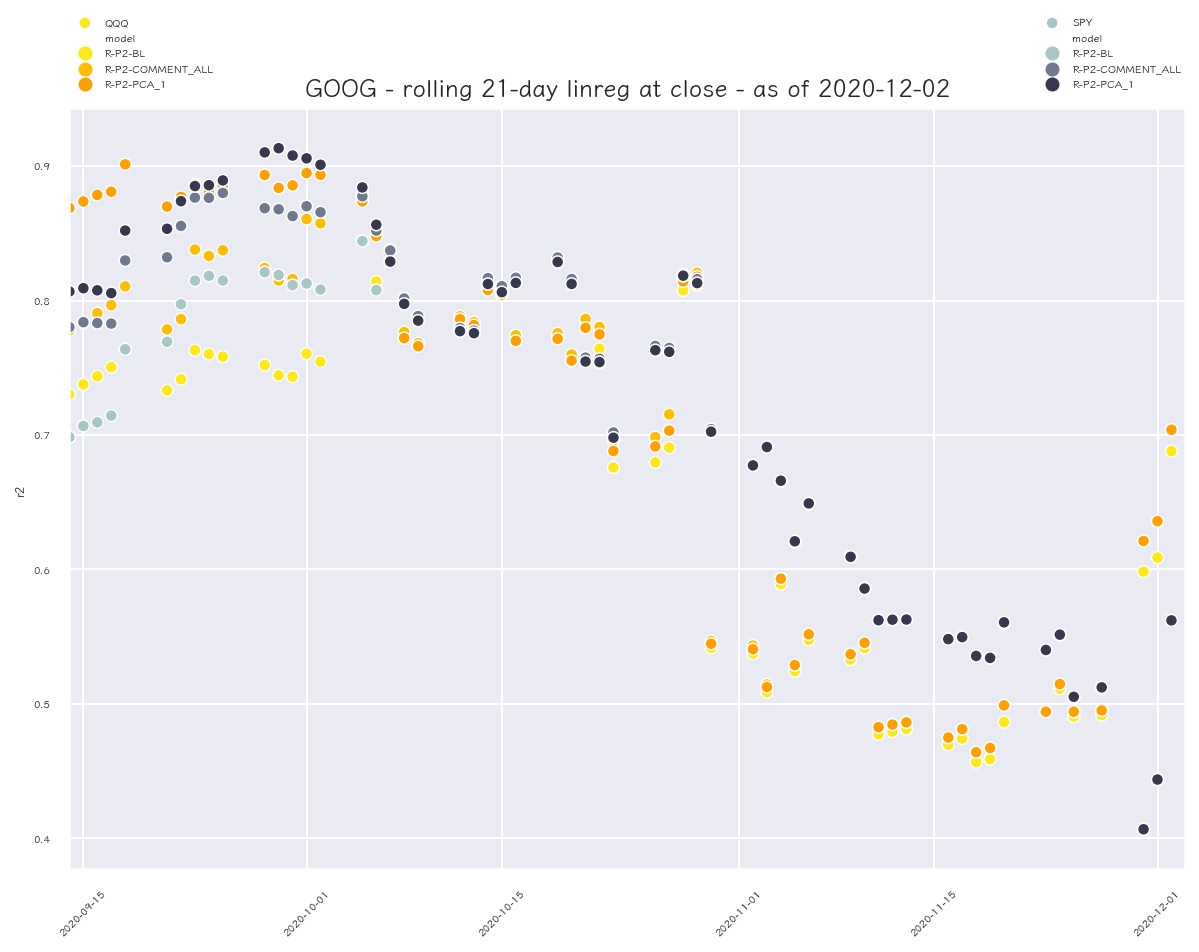 QQQ
model
R-P2-BL
R-P2-COMMENT_ALL
R-P2-PCA_1
SPY
model
R-P2-BL
R-P2-COMMENT_ALL
R-P2-PCA_1
GOOG - rolling 21-day linreg at close - as of 2020-12-02
0.9
0.8
0.7
0.6
0.5
0.4
r2
2020-09-15
2020-10-01
2020-10-15
2020-11-01
2020-11-15
2020-12-01